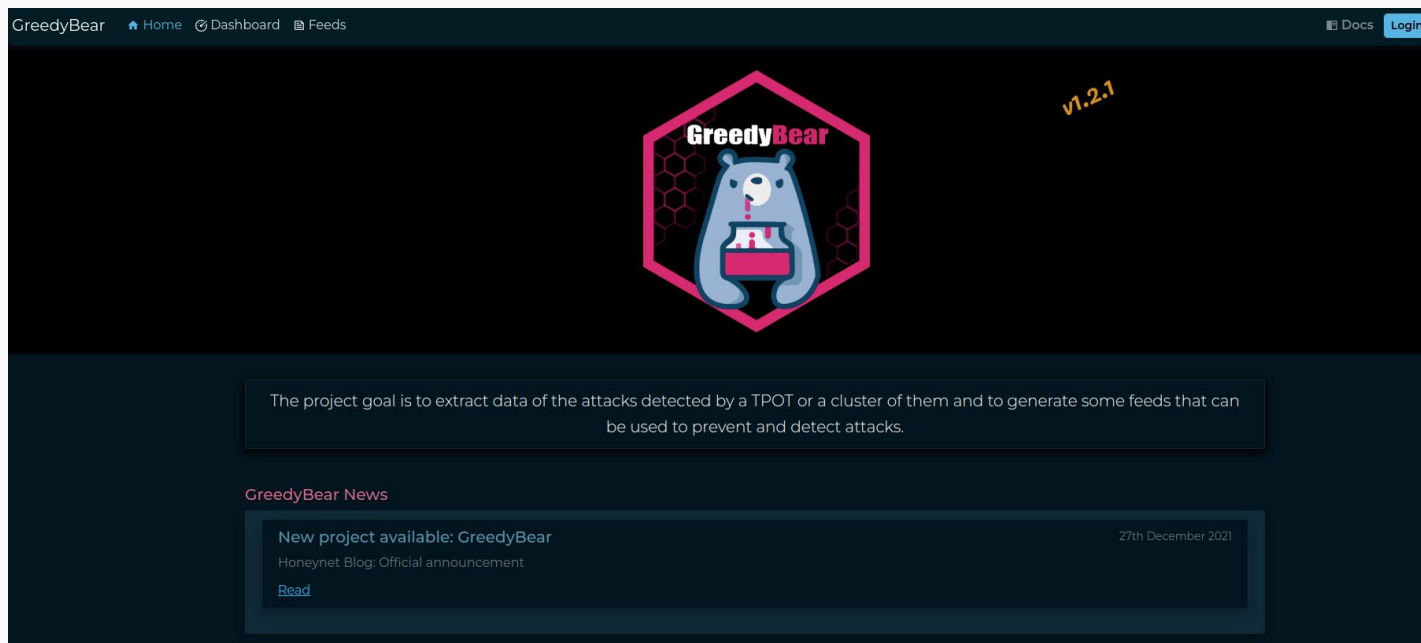 GreedyBear Home Dashboard Feeds Docs Login
v1.2.1
GreedyBear
The project goal is to extract data of the attacks detected by a TPOT or a cluster of them and to generate some feeds that can
be used to prevent and detect attacks.
GreedyBear News
New project available: GreedyBear 27th December 2021
Honeynet Blog: Official announcement
Read